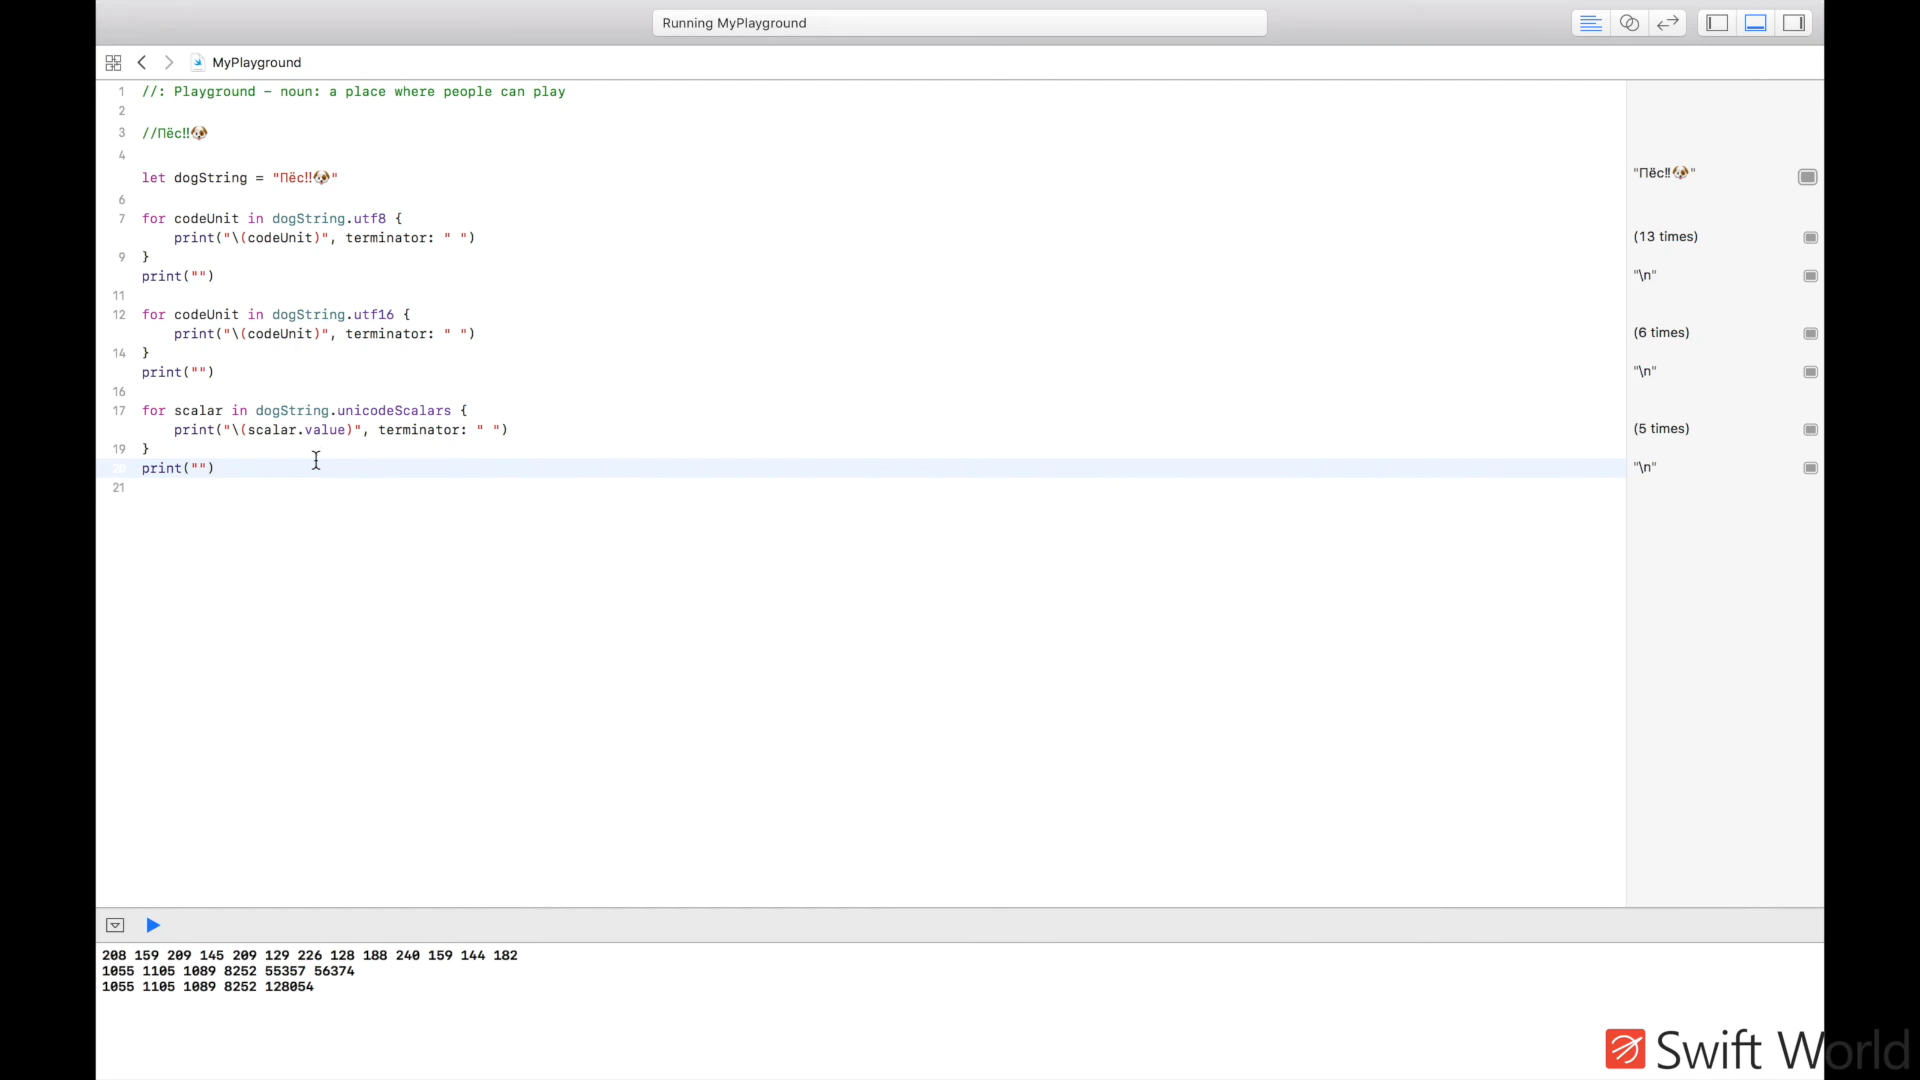 Running MyPlayground
MyPlayground
1 //: Playground – noun: a place where people can play
2
3 //Пёс‼🐶
4
let dogString = "Пёс‼🐶" "Пёс‼🐶"
6
7 for codeUnit in dogString.utf8 {
print("\(codeUnit)", terminator: " ") (13 times)
9 }
print("") "\n"
11
12 for codeUnit in dogString.utf16 {
print("\(codeUnit)", terminator: " ") (6 times)
14 }
print("") "\n"
16
17 for scalar in dogString.unicodeScalars {
print("\(scalar.value)", terminator: " ") (5 times)
19 }
20 print("") "\n"
21
208 159 209 145 209 129 226 128 188 240 159 144 182
1055 1105 1089 8252 55357 56374
1055 1105 1089 8252 128054
Swift World